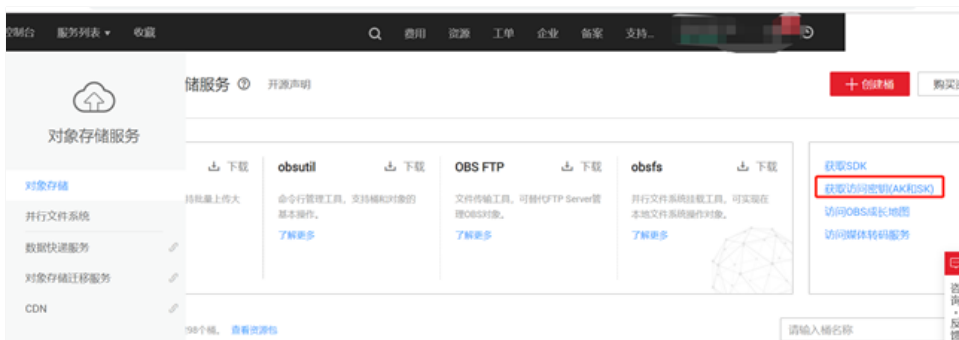 控制台 服务列表 收藏 费用 资源 工单 企业 备案 支持...
储服务 开源声明 创建桶
对象存储服务
下载 obsutil 下载 OBS FTP 下载 obsfs 下载
持批量上传大
命令行管理工具，支持桶和对象的
基本操作。
了解更多
文件传输工具，可替代FTP Server管
理OBS对象。
了解更多
并行文件系统挂载工具，可实现在
本地文件系统操作对象。
了解更多
获取SDK
获取访问密钥(AK和SK)
访问OBS成长地图
访问媒体转码服务
对象存储
并行文件系统
数据快递服务
对象存储迁移服务
CDN
298个桶。 查看资源包
请输入桶名称
咨
询
·
反
馈